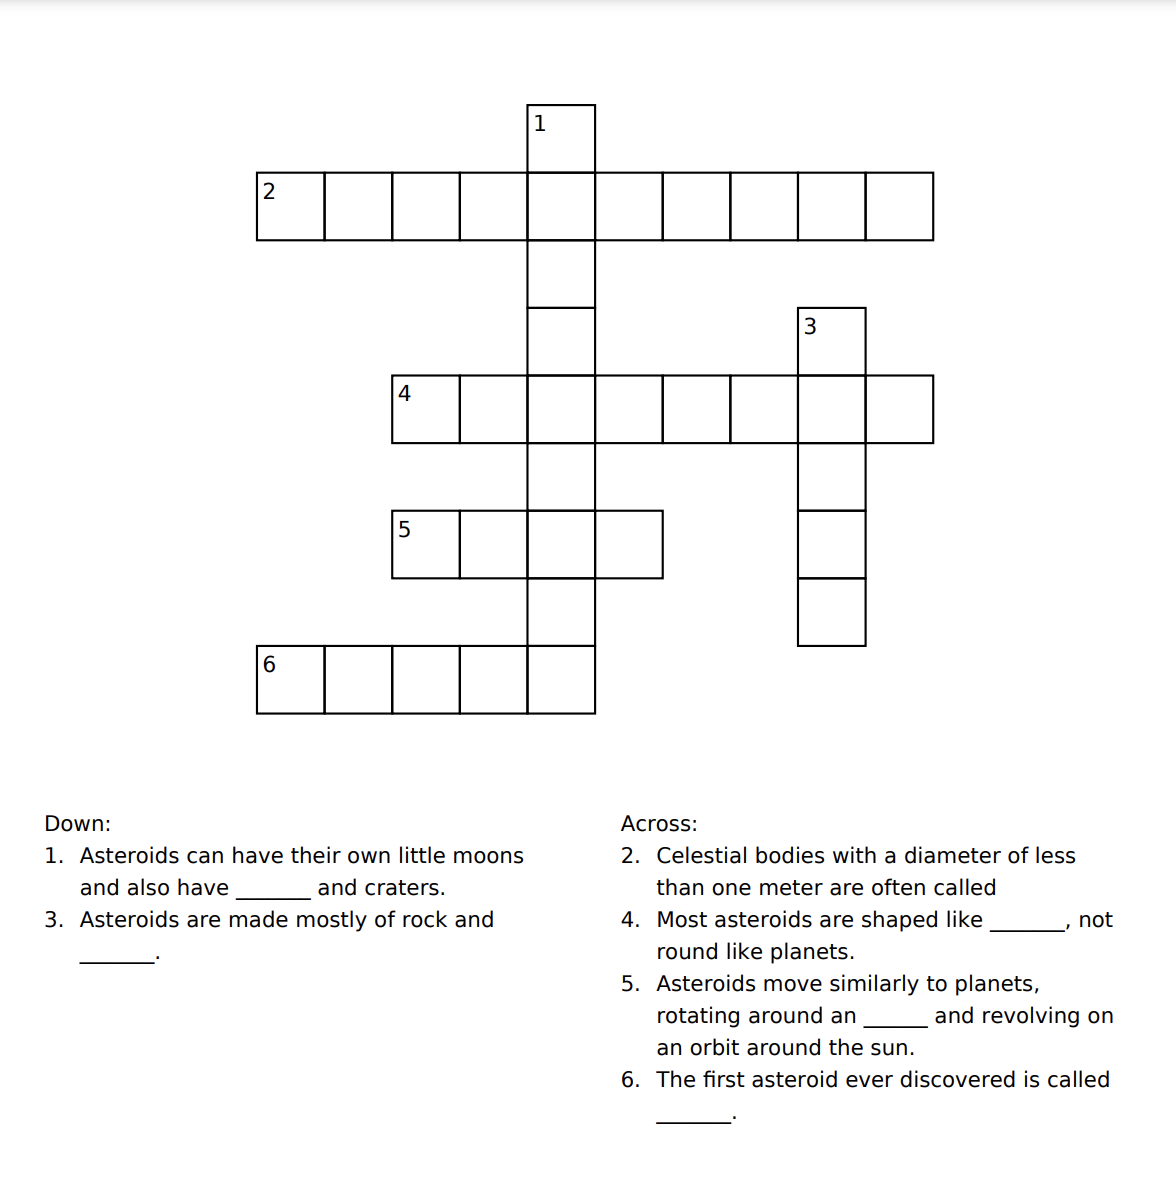 1
2
3
4
5
6
Down:
1. Asteroids can have their own little moons
and also have _______ and craters.
3. Asteroids are made mostly of rock and
_______.
Across:
2. Celestial bodies with a diameter of less
than one meter are often called
4. Most asteroids are shaped like _______, not
round like planets.
5. Asteroids move similarly to planets,
rotating around an ______ and revolving on
an orbit around the sun.
6. The first asteroid ever discovered is called
_______.